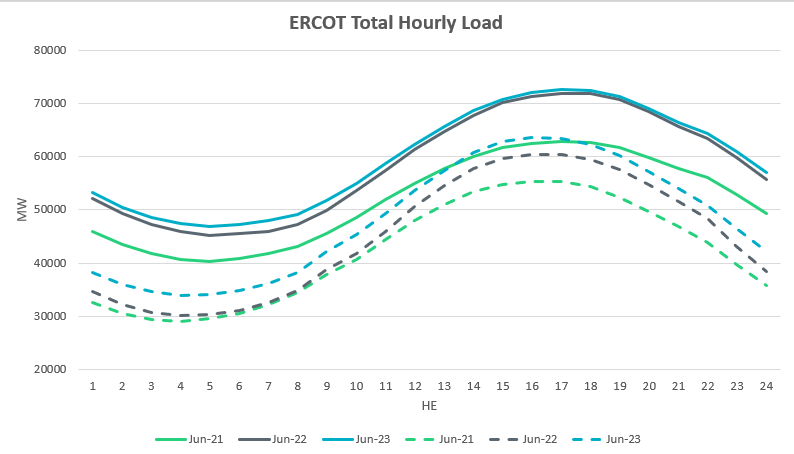 ERCOT Total Hourly Load
80000
70000
60000
50000
40000
30000
20000
MW
1 2 3 4 5 6 7 8 9 10 11 12 13 14 15 16 17 18 19 20 21 22 23 24
HE
Jun-21 Jun-22 Jun-23 Jun-21 Jun-22 Jun-23